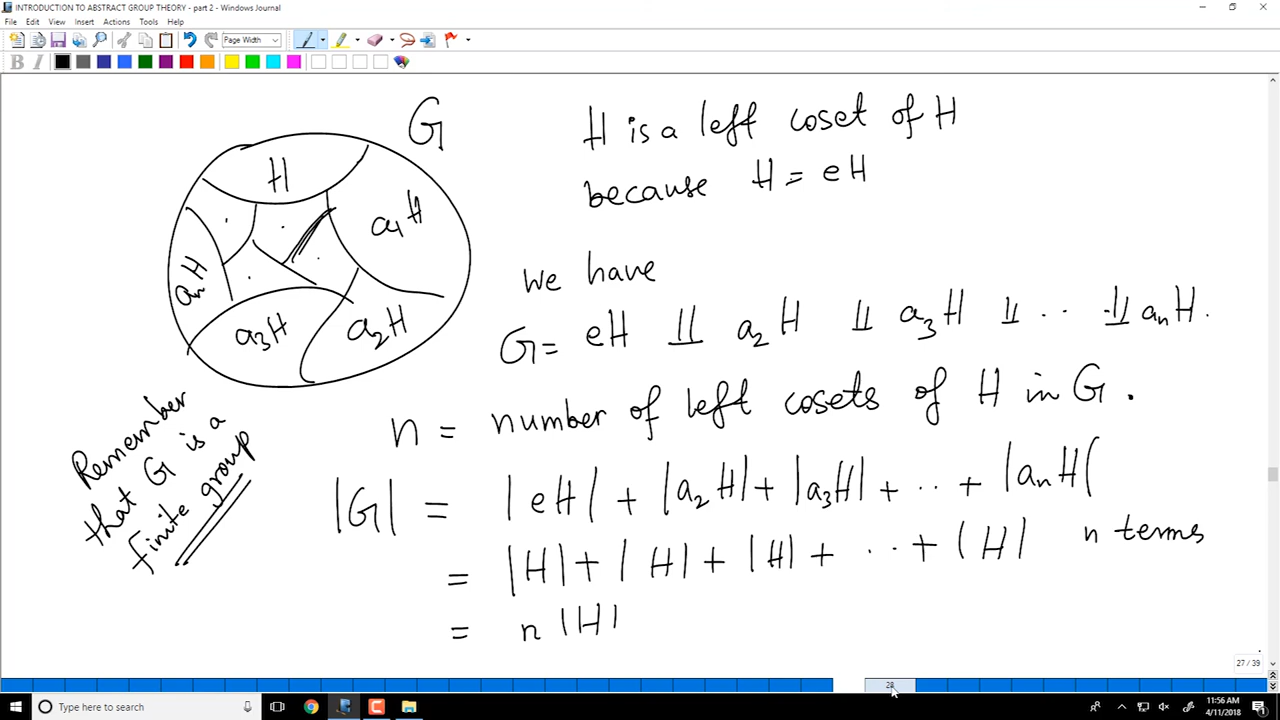 INTRODUCTION TO ABSTRACT GROUP THEORY - part 2 - Windows Journal
File Edit View Insert Actions Tools Help
Page Width
B I
G
H
a₁H
aₙH
a₃H
a₂H
H is a left coset of H
because H = eH
we have
G = eH ⨿ a₂H ⨿ a₃H ⨿ ·· ⨿ aₙH.
n = number of left cosets of H in G.
Remember
that G is a
finite group
|G| = |eH| + |a₂H| + |a₃H| + ·· + |aₙH|
= |H| + |H| + |H| + ·· + |H| n terms
= n |H|
27 / 39
28
Type here to search
11:56 AM
4/11/2018